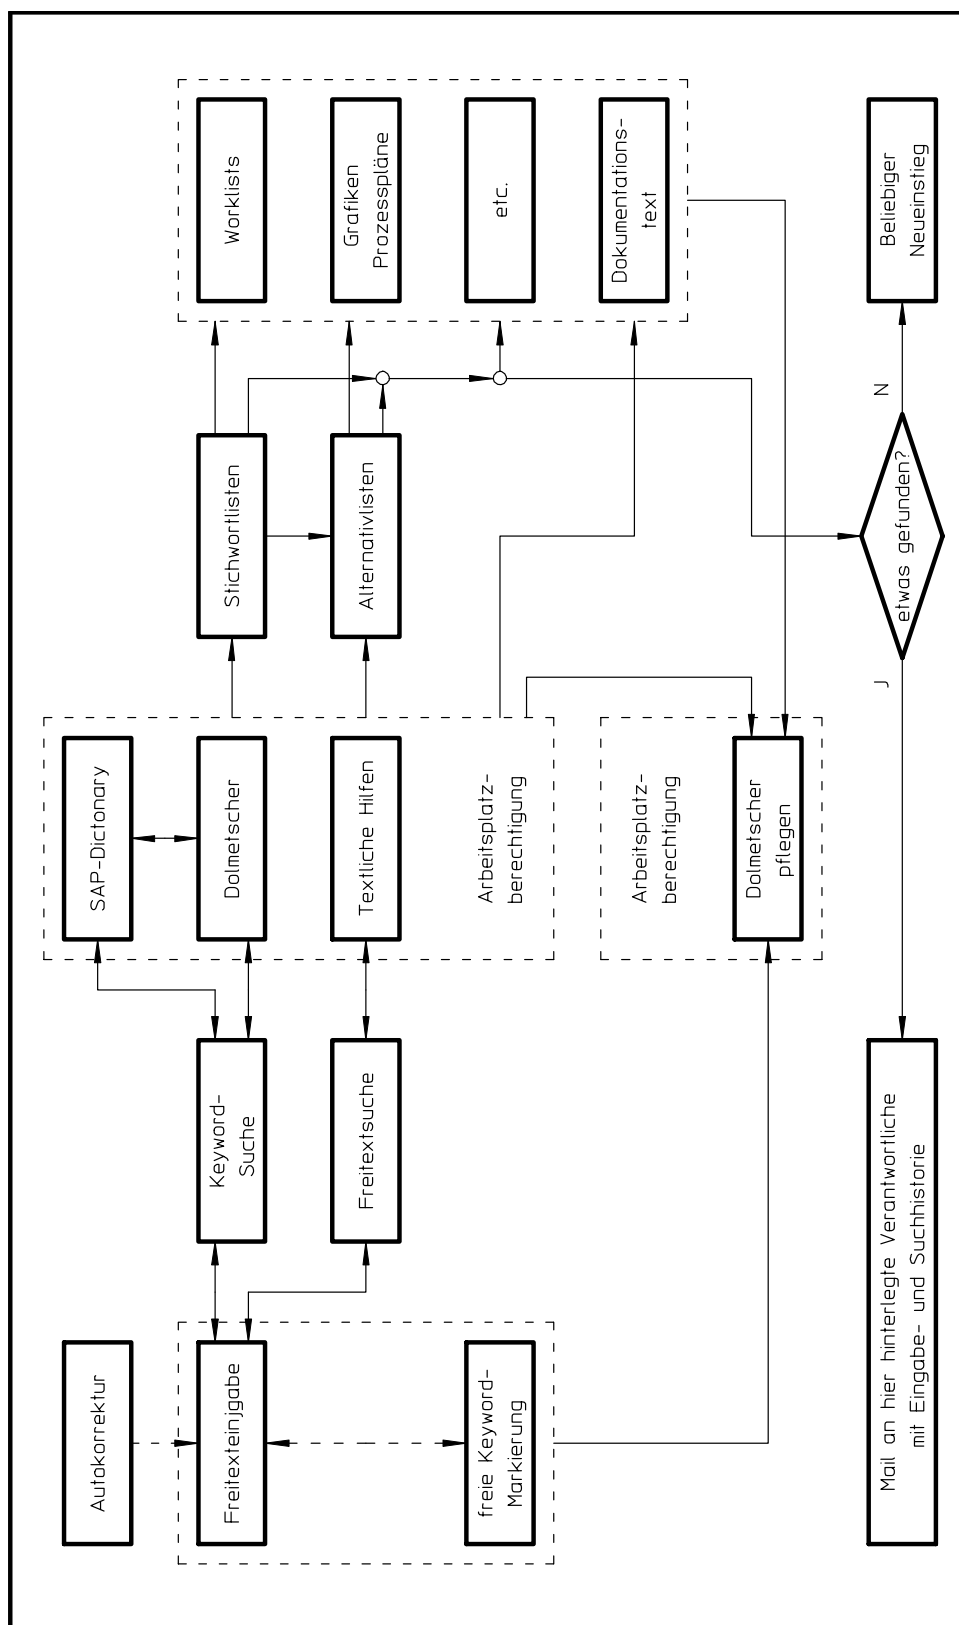 Autokorrektur
SAP-Dictonary
Freitexteinjgabe
Keyword-
Suche
Dolmetscher
Stichwortlisten
Worklists
Freitextsuche
Textliche Hilfen
Alternativlisten
Grafiken
Prozesspläne
freie Keyword-
Markierung
Arbeitsplatz-
berechtigung
etc.
Arbeitsplatz-
berechtigung
Dokumentations-
text
Dolmetscher
pflegen
Mail an hier hinterlegte Verantwortliche
mit Eingabe- und Suchhistorie
J
etwas gefunden?
N
Beliebiger
Neueinstieg